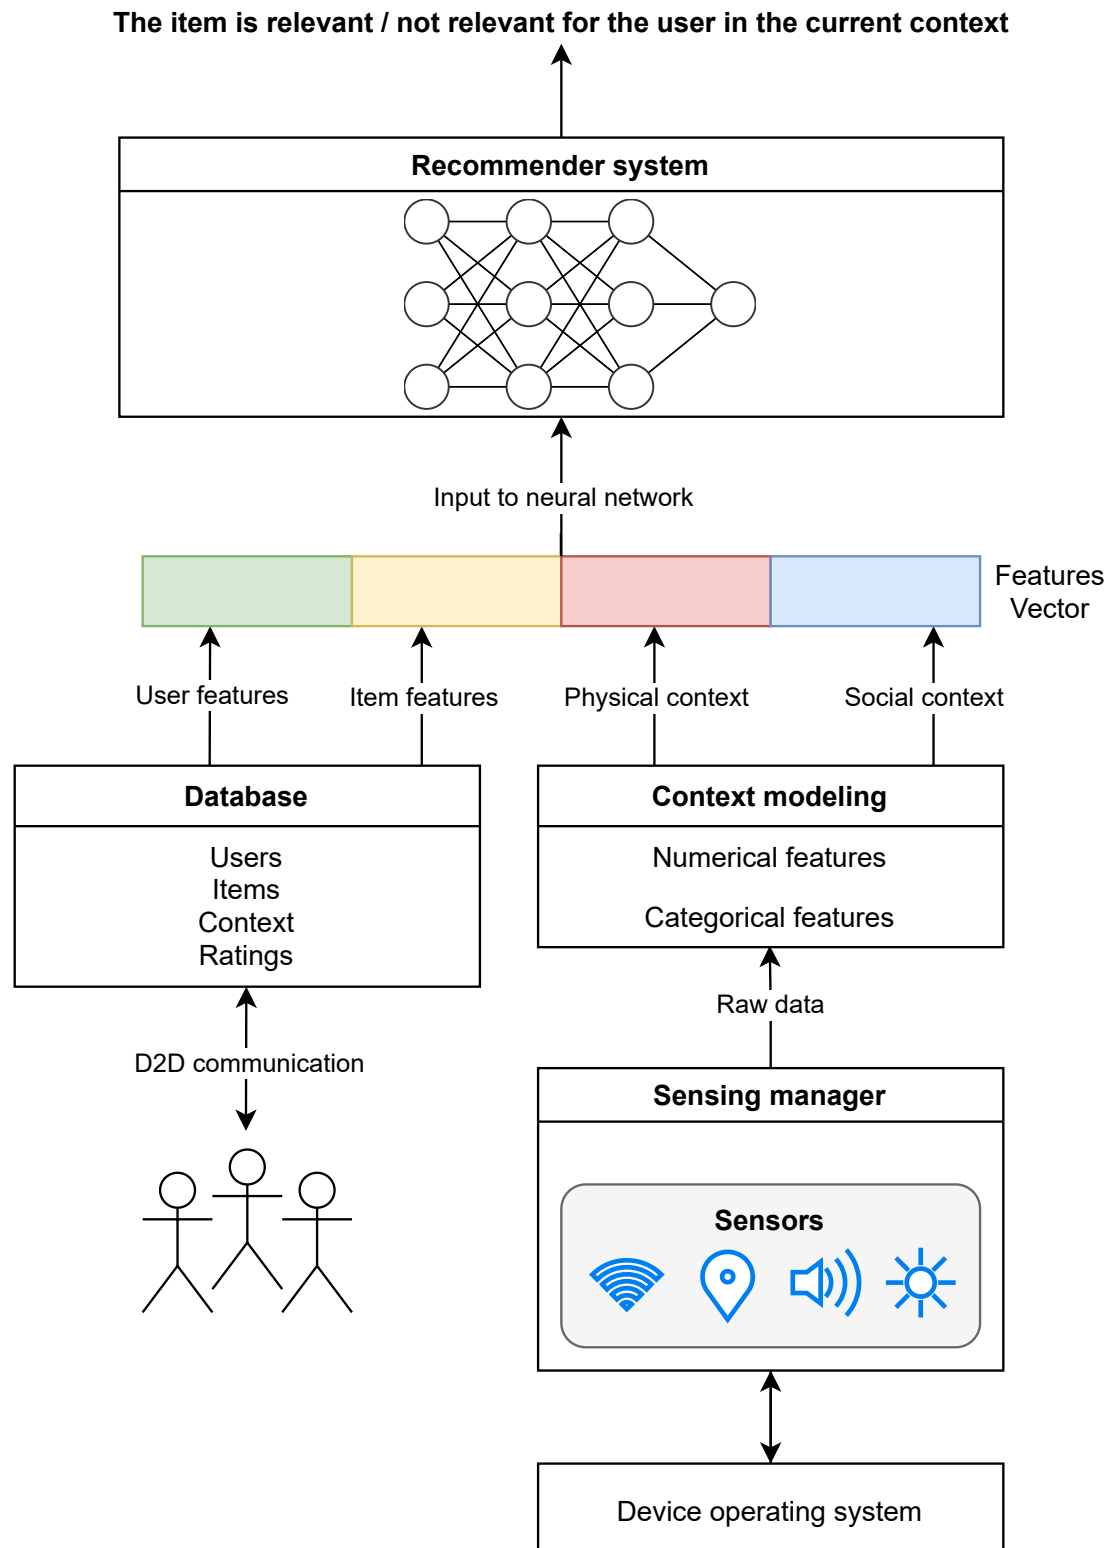 The item is relevant / not relevant for the user in the current context
Recommender system
Input to neural network
Features
Vector
User features
Item features
Physical context
Social context
Database
Users
Items
Context
Ratings
Context modeling
Numerical features
Categorical features
D2D communication
Raw data
Sensing manager
Sensors
Device operating system